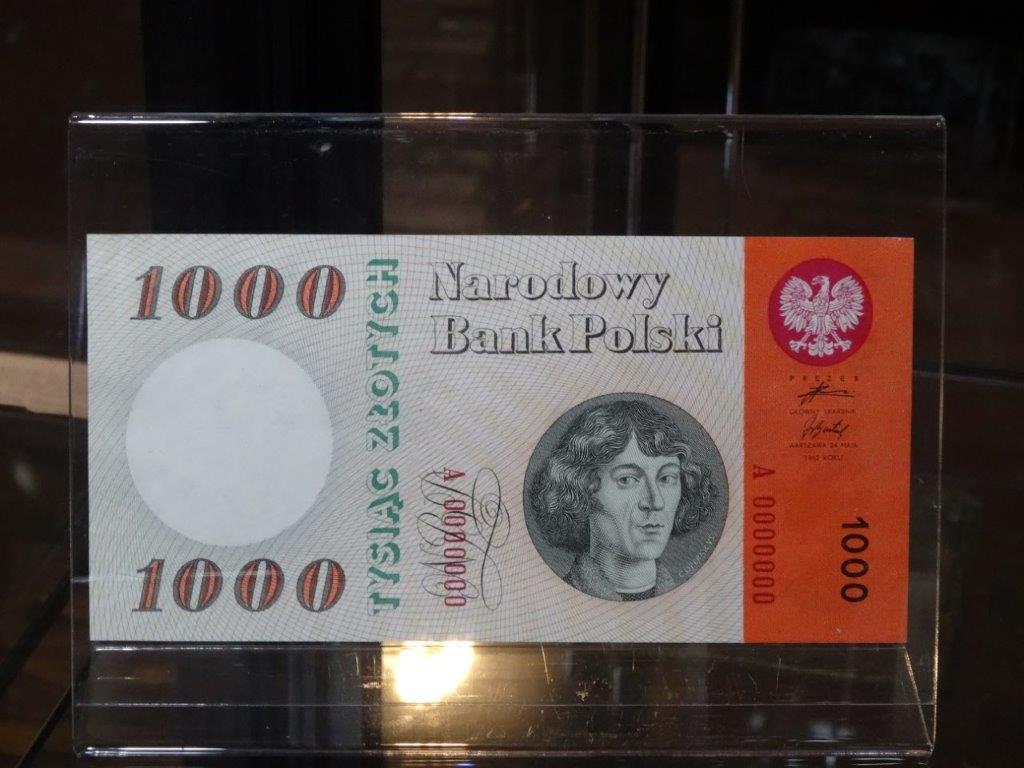 1000
TYSIĄC ZŁOTYCH
Narodowy
Bank Polski
PREZES
GŁÓWNY SKARBNIK
WARSZAWA 24 MAJA
1962 ROKU
A 0000000
A 0000000
1000
1000